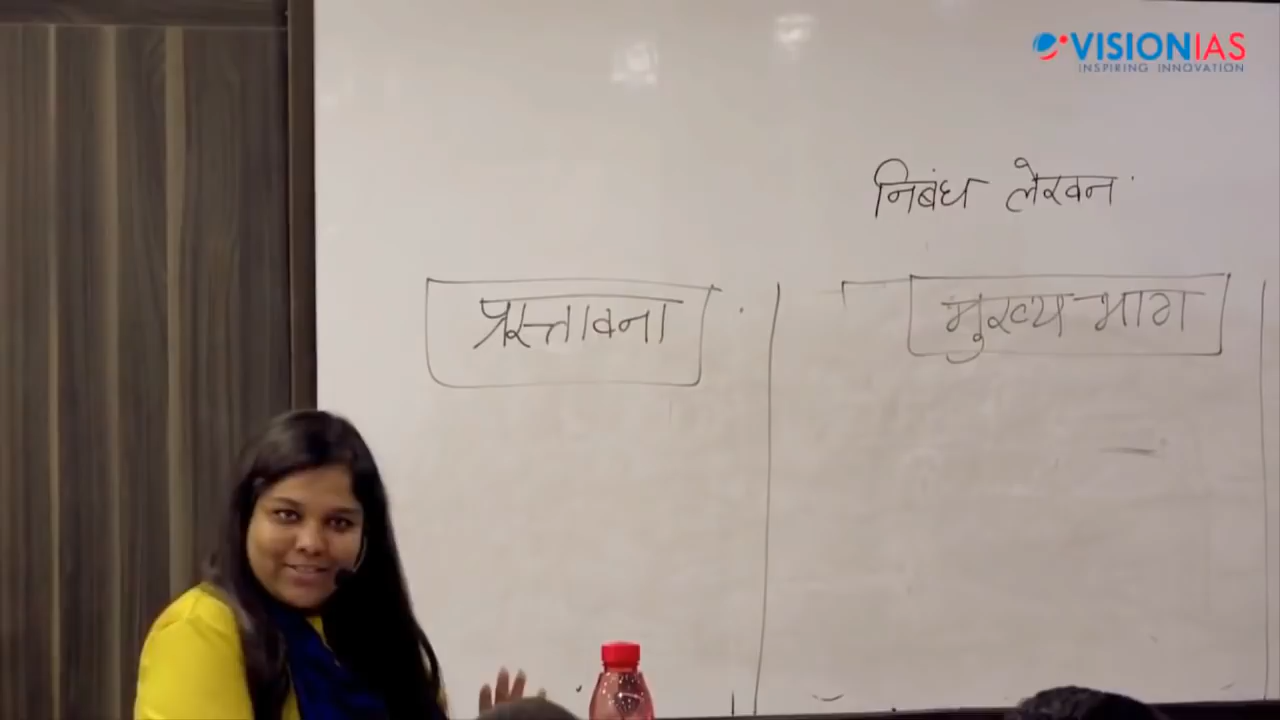 VISIONIAS
INSPIRING INNOVATION
निबंध लेखन
प्रस्तावना
मुख्य भाग